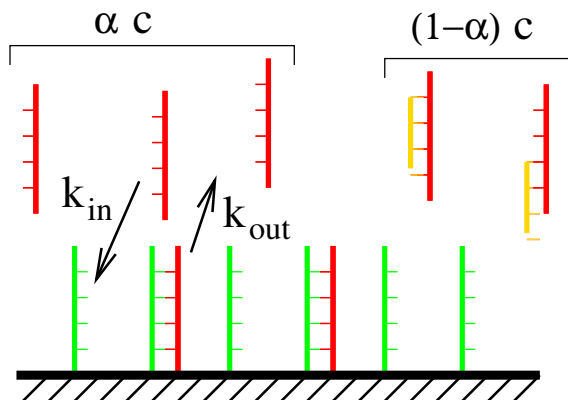 α c
(1−α) c
k_in
k_out